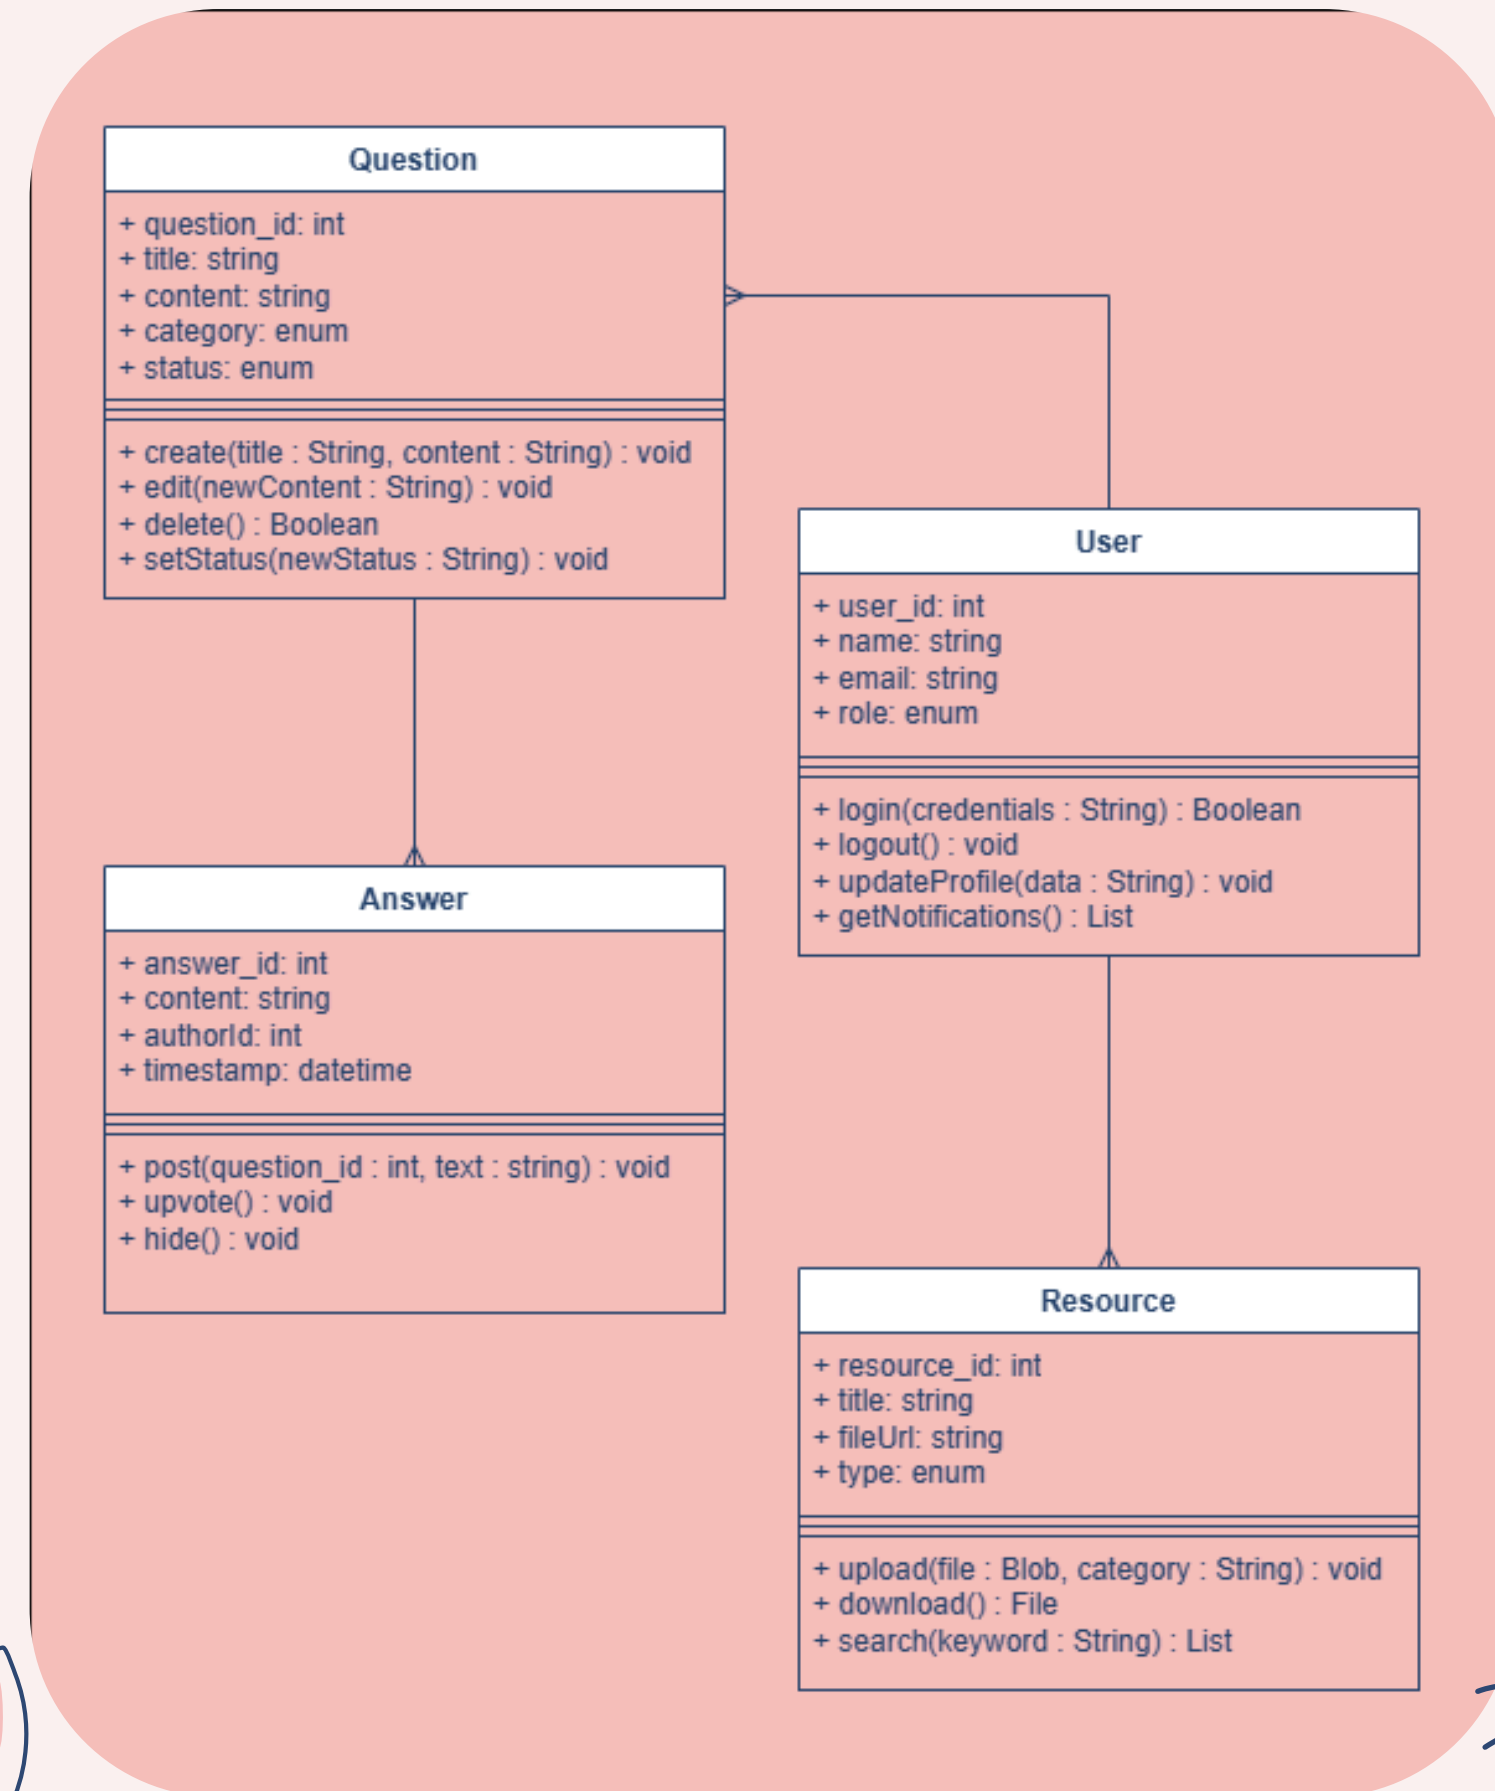 Question
+ question_id: int
+ title: string
+ content: string
+ category: enum
+ status: enum
+ create(title : String, content : String) : void
+ edit(newContent : String) : void
+ delete() : Boolean
+ setStatus(newStatus : String) : void
User
+ user_id: int
+ name: string
+ email: string
+ role: enum
+ login(credentials : String) : Boolean
+ logout() : void
+ updateProfile(data : String) : void
+ getNotifications() : List
Answer
+ answer_id: int
+ content: string
+ authorId: int
+ timestamp: datetime
+ post(question_id : int, text : string) : void
+ upvote() : void
+ hide() : void
Resource
+ resource_id: int
+ title: string
+ fileUrl: string
+ type: enum
+ upload(file : Blob, category : String) : void
+ download() : File
+ search(keyword : String) : List